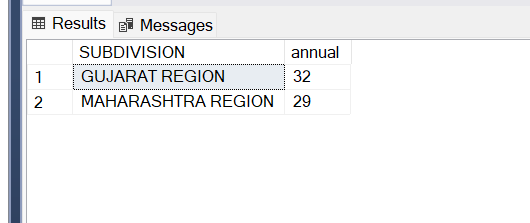 Results Messages
SUBDIVISION annual
1 GUJARAT REGION 32
2 MAHARASHTRA REGION 29